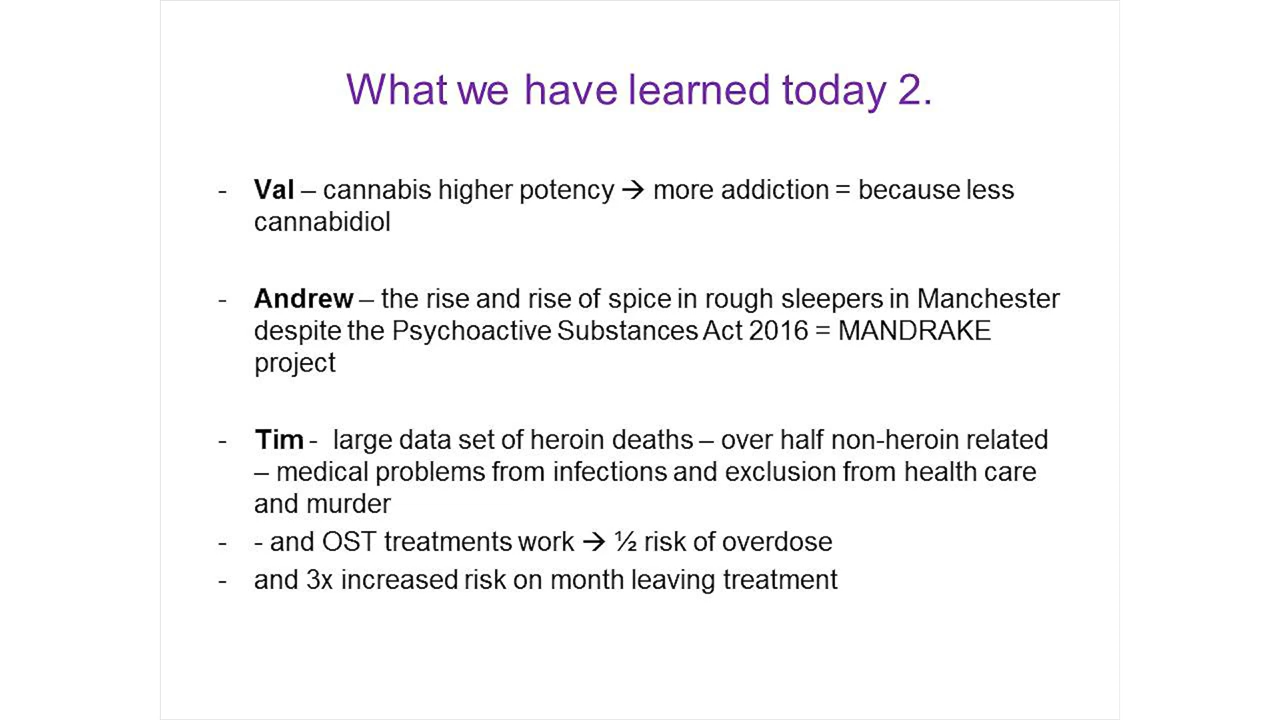 What we have learned today 2.
- Val – cannabis higher potency → more addiction = because less
cannabidiol
- Andrew – the rise and rise of spice in rough sleepers in Manchester
despite the Psychoactive Substances Act 2016 = MANDRAKE
project
- Tim - large data set of heroin deaths – over half non-heroin related
– medical problems from infections and exclusion from health care
and murder
- - and OST treatments work → ½ risk of overdose
- and 3x increased risk on month leaving treatment